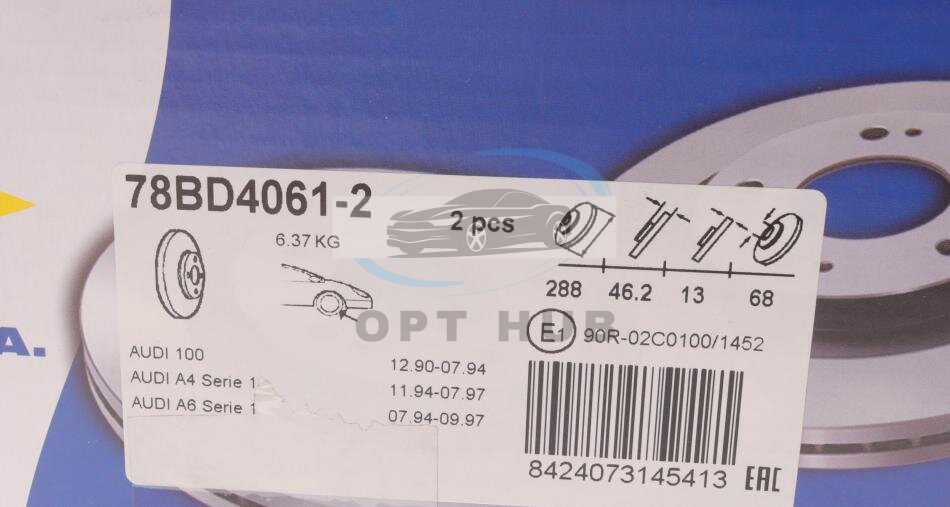 78BD4061-2
2 pcs
6.37 KG
288 46.2 13 68
OPT HUB
E1 90R-02C0100/1452
AUDI 100 12.90-07.94
AUDI A4 Serie 1 11.94-07.97
AUDI A6 Serie 1 07.94-09.97
A.
8424073145413 EAC